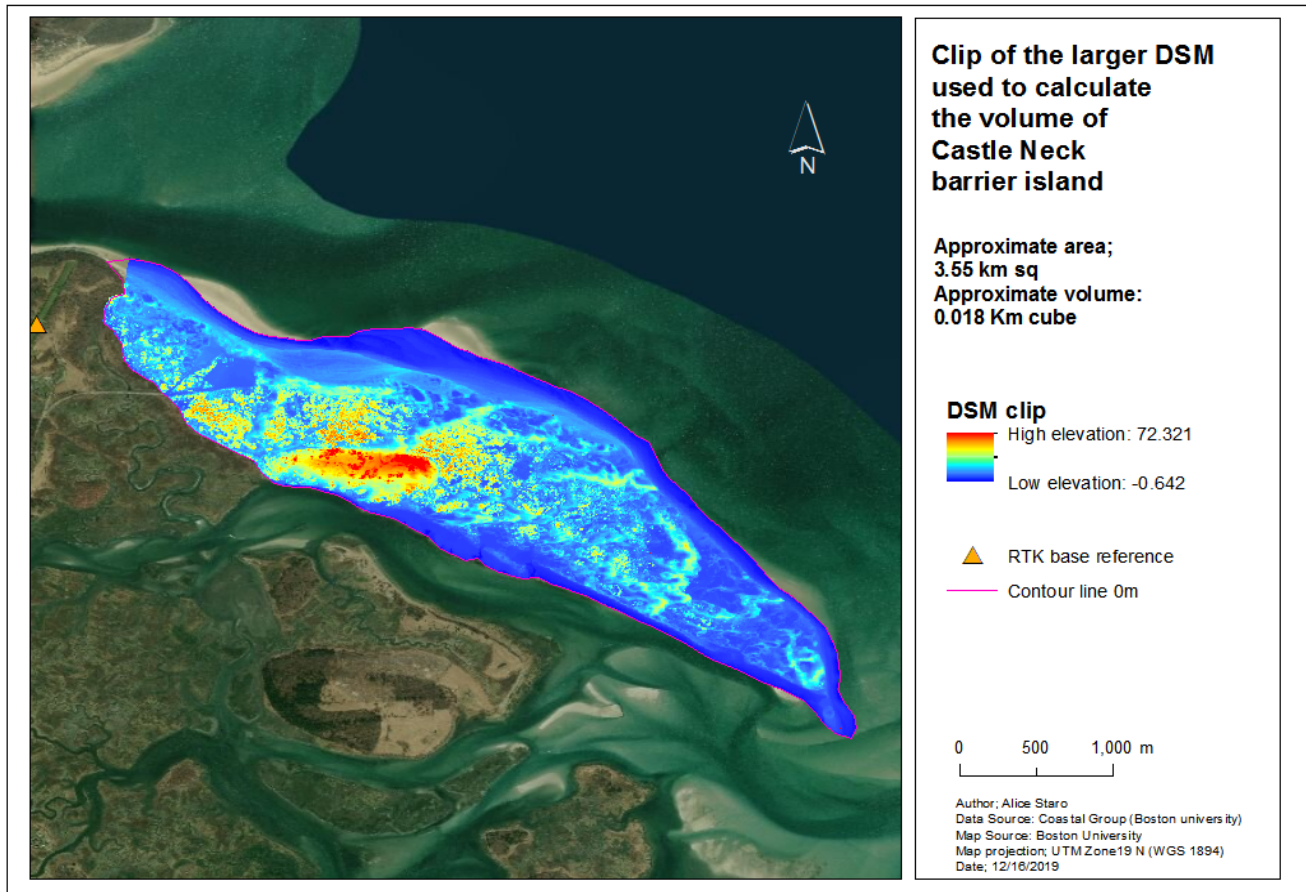 N
Clip of the larger DSM
used to calculate
the volume of
Castle Neck
barrier island
Approximate area;
3.55 km sq
Approximate volume:
0.018 Km cube
DSM clip
High elevation: 72.321
Low elevation: -0.642
RTK base reference
Contour line 0m
0 500 1,000 m
Author; Alice Staro
Data Source: Coastal Group (Boston university)
Map Source: Boston University
Map projection; UTM Zone19 N (WGS 1894)
Date; 12/16/2019